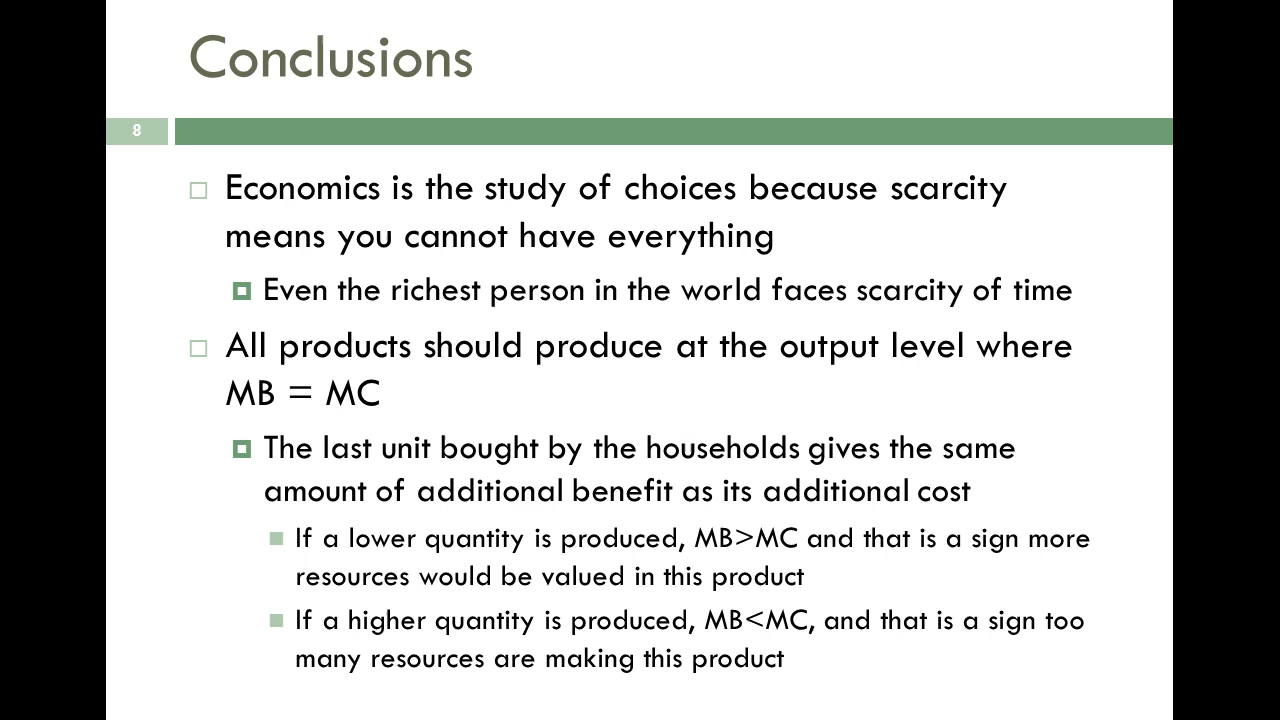 Conclusions
8
Economics is the study of choices because scarcity
means you cannot have everything
Even the richest person in the world faces scarcity of time
All products should produce at the output level where
MB = MC
The last unit bought by the households gives the same
amount of additional benefit as its additional cost
If a lower quantity is produced, MB>MC and that is a sign more
resources would be valued in this product
If a higher quantity is produced, MB<MC, and that is a sign too
many resources are making this product